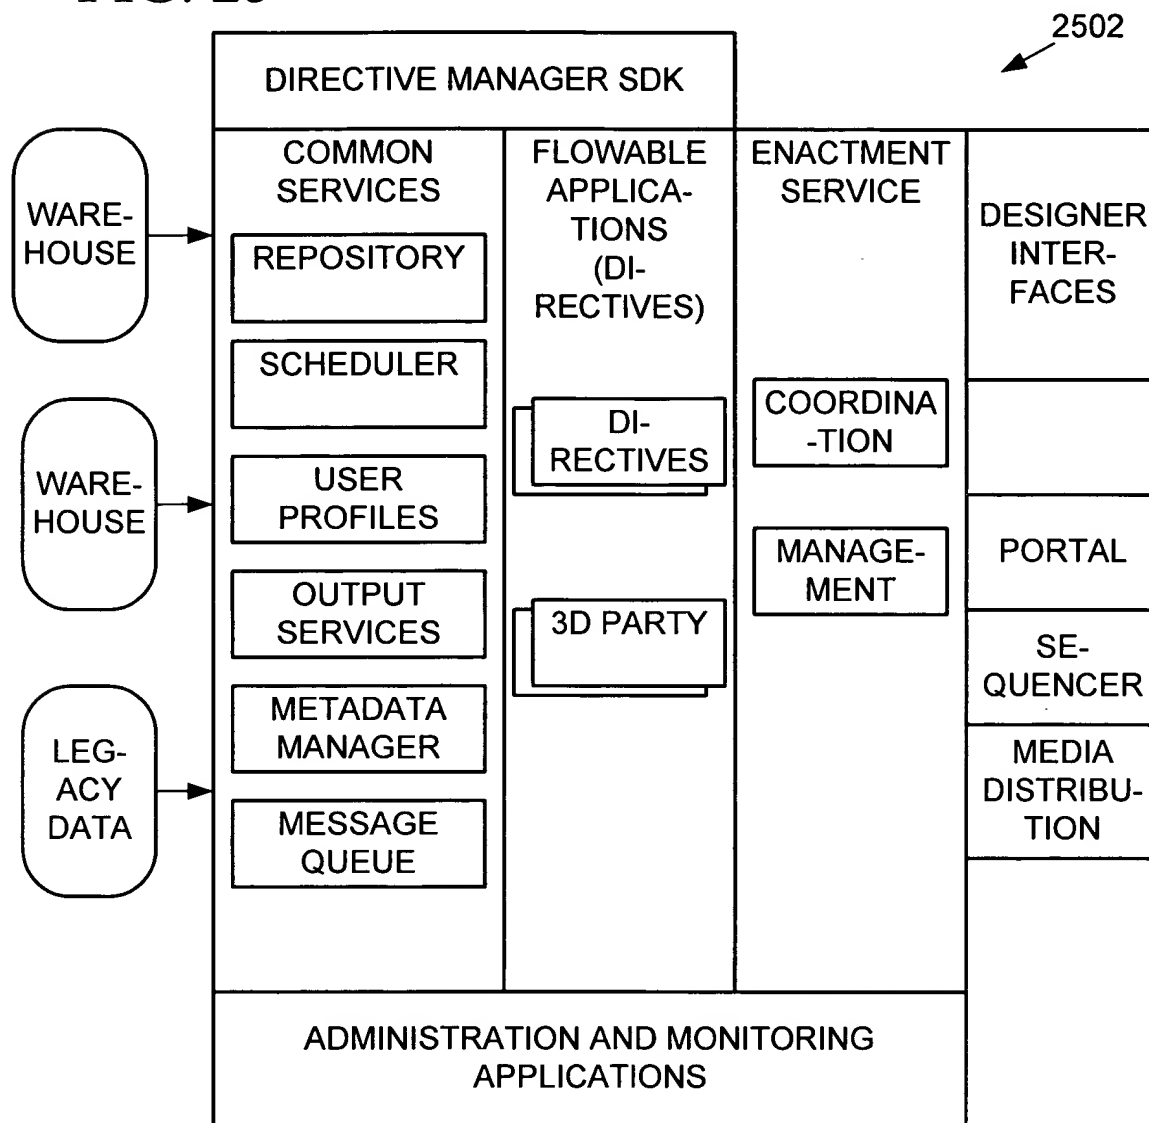 2502
DIRECTIVE MANAGER SDK
WARE-
HOUSE
WARE-
HOUSE
LEG-
ACY
DATA
COMMON
SERVICES
REPOSITORY
SCHEDULER
USER
PROFILES
OUTPUT
SERVICES
METADATA
MANAGER
MESSAGE
QUEUE
FLOWABLE
APPLICA-
TIONS
(DI-
RECTIVES)
DI-
RECTIVES
3D PARTY
ENACTMENT
SERVICE
COORDINA
-TION
MANAGE-
MENT
DESIGNER
INTER-
FACES
PORTAL
SE-
QUENCER
MEDIA
DISTRIBU-
TION
ADMINISTRATION AND MONITORING
APPLICATIONS